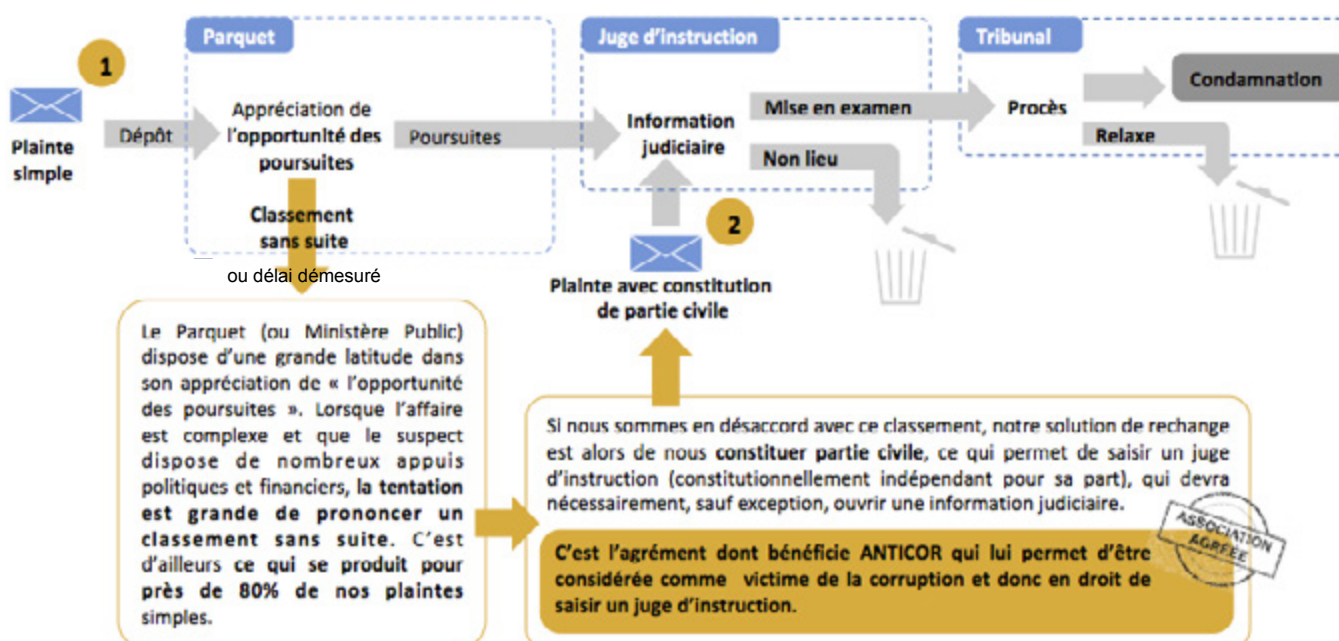 Parquet
Juge d'instruction
Tribunal
1
Plainte
simple
Dépôt
Appréciation de
l'opportunité des
poursuites
Poursuites
Information
judiciaire
Mise en examen
Non lieu
Procès
Condamnation
Relaxe
Classement
sans suite
ou délai démesuré
2
Plainte avec constitution
de partie civile
Le Parquet (ou Ministère Public)
dispose d'une grande latitude dans
son appréciation de « l'opportunité
des poursuites ». Lorsque l'affaire
est complexe et que le suspect
dispose de nombreux appuis
politiques et financiers, la tentation
est grande de prononcer un
classement sans suite. C'est
d'ailleurs ce qui se produit pour
près de 80% de nos plaintes
simples.
Si nous sommes en désaccord avec ce classement, notre solution de rechange
est alors de nous constituer partie civile, ce qui permet de saisir un juge
d'instruction (constitutionnellement indépendant pour sa part), qui devra
nécessairement, sauf exception, ouvrir une information judiciaire.
C'est l'agrément dont bénéficie ANTICOR qui lui permet d'être
considérée comme victime de la corruption et donc en droit de
saisir un juge d'instruction.
ASSOCIATION
AGRÉÉE